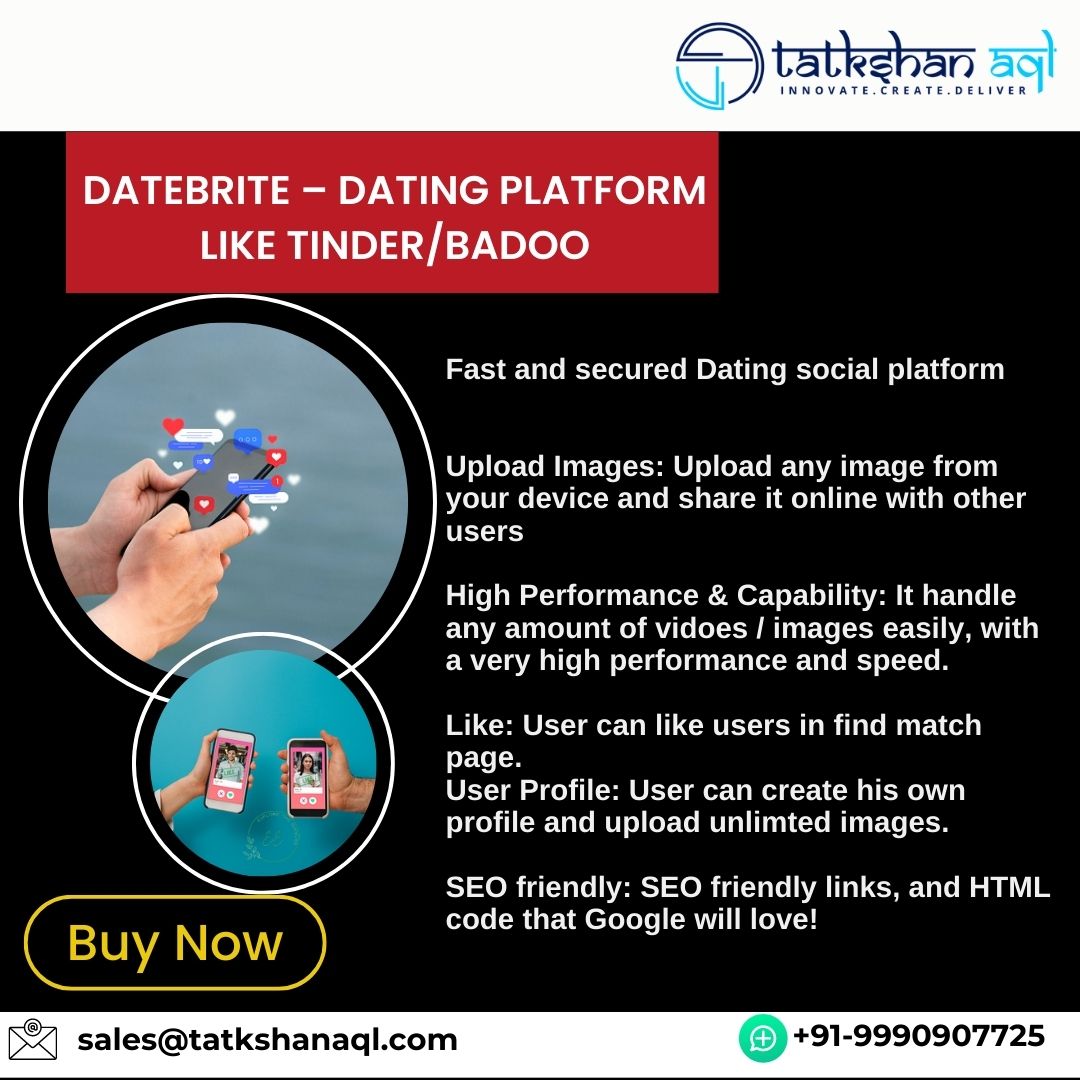 tatkshan aql
INNOVATE.CREATE.DELIVER
DATEBRITE – DATING PLATFORM
LIKE TINDER/BADOO
Fast and secured Dating social platform
Upload Images: Upload any image from
your device and share it online with other
users
High Performance & Capability: It handle
any amount of vidoes / images easily, with
a very high performance and speed.
Like: User can like users in find match
page.
User Profile: User can create his own
profile and upload unlimted images.
SEO friendly: SEO friendly links, and HTML
code that Google will love!
Buy Now
sales@tatkshanaql.com
+91-9990907725